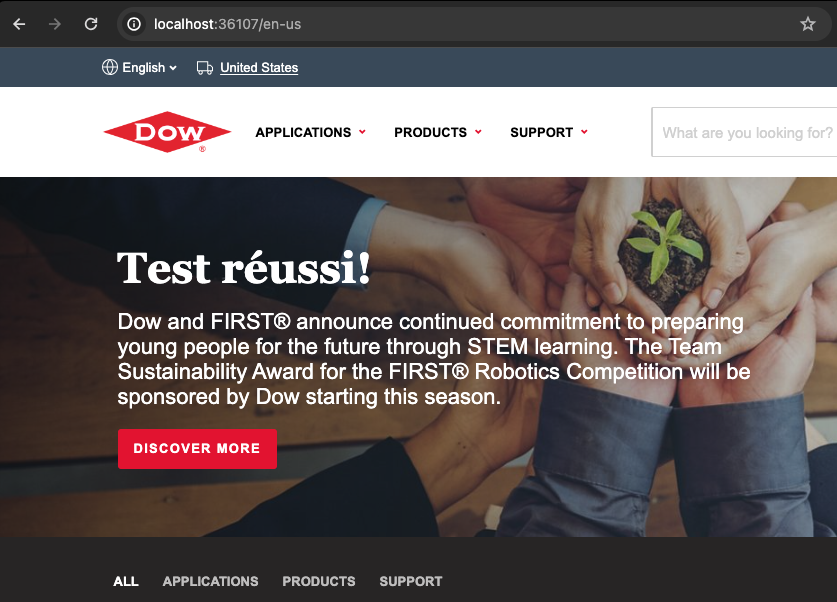 localhost:36107/en-us
English United States
DOW ®
APPLICATIONS PRODUCTS SUPPORT What are you looking for?
Test réussi!
Dow and FIRST® announce continued commitment to preparing
young people for the future through STEM learning. The Team
Sustainability Award for the FIRST® Robotics Competition will be
sponsored by Dow starting this season.
DISCOVER MORE
ALL APPLICATIONS PRODUCTS SUPPORT